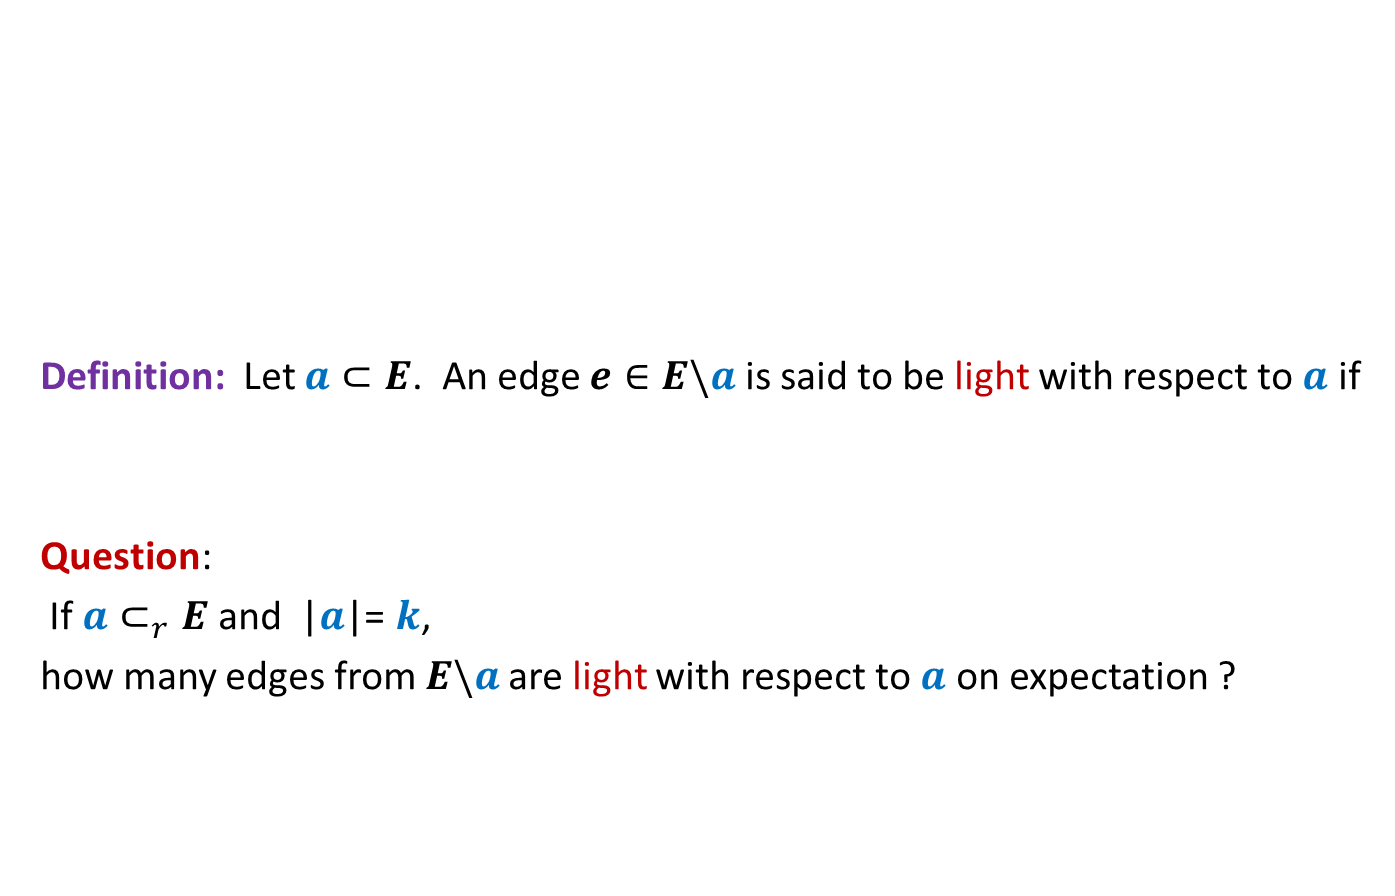 Definition: Let a ⊂ E. An edge e ∈ E\a is said to be light with respect to a if
Question:
If a ⊂r E and |a|= k,
how many edges from E\a are light with respect to a on expectation ?